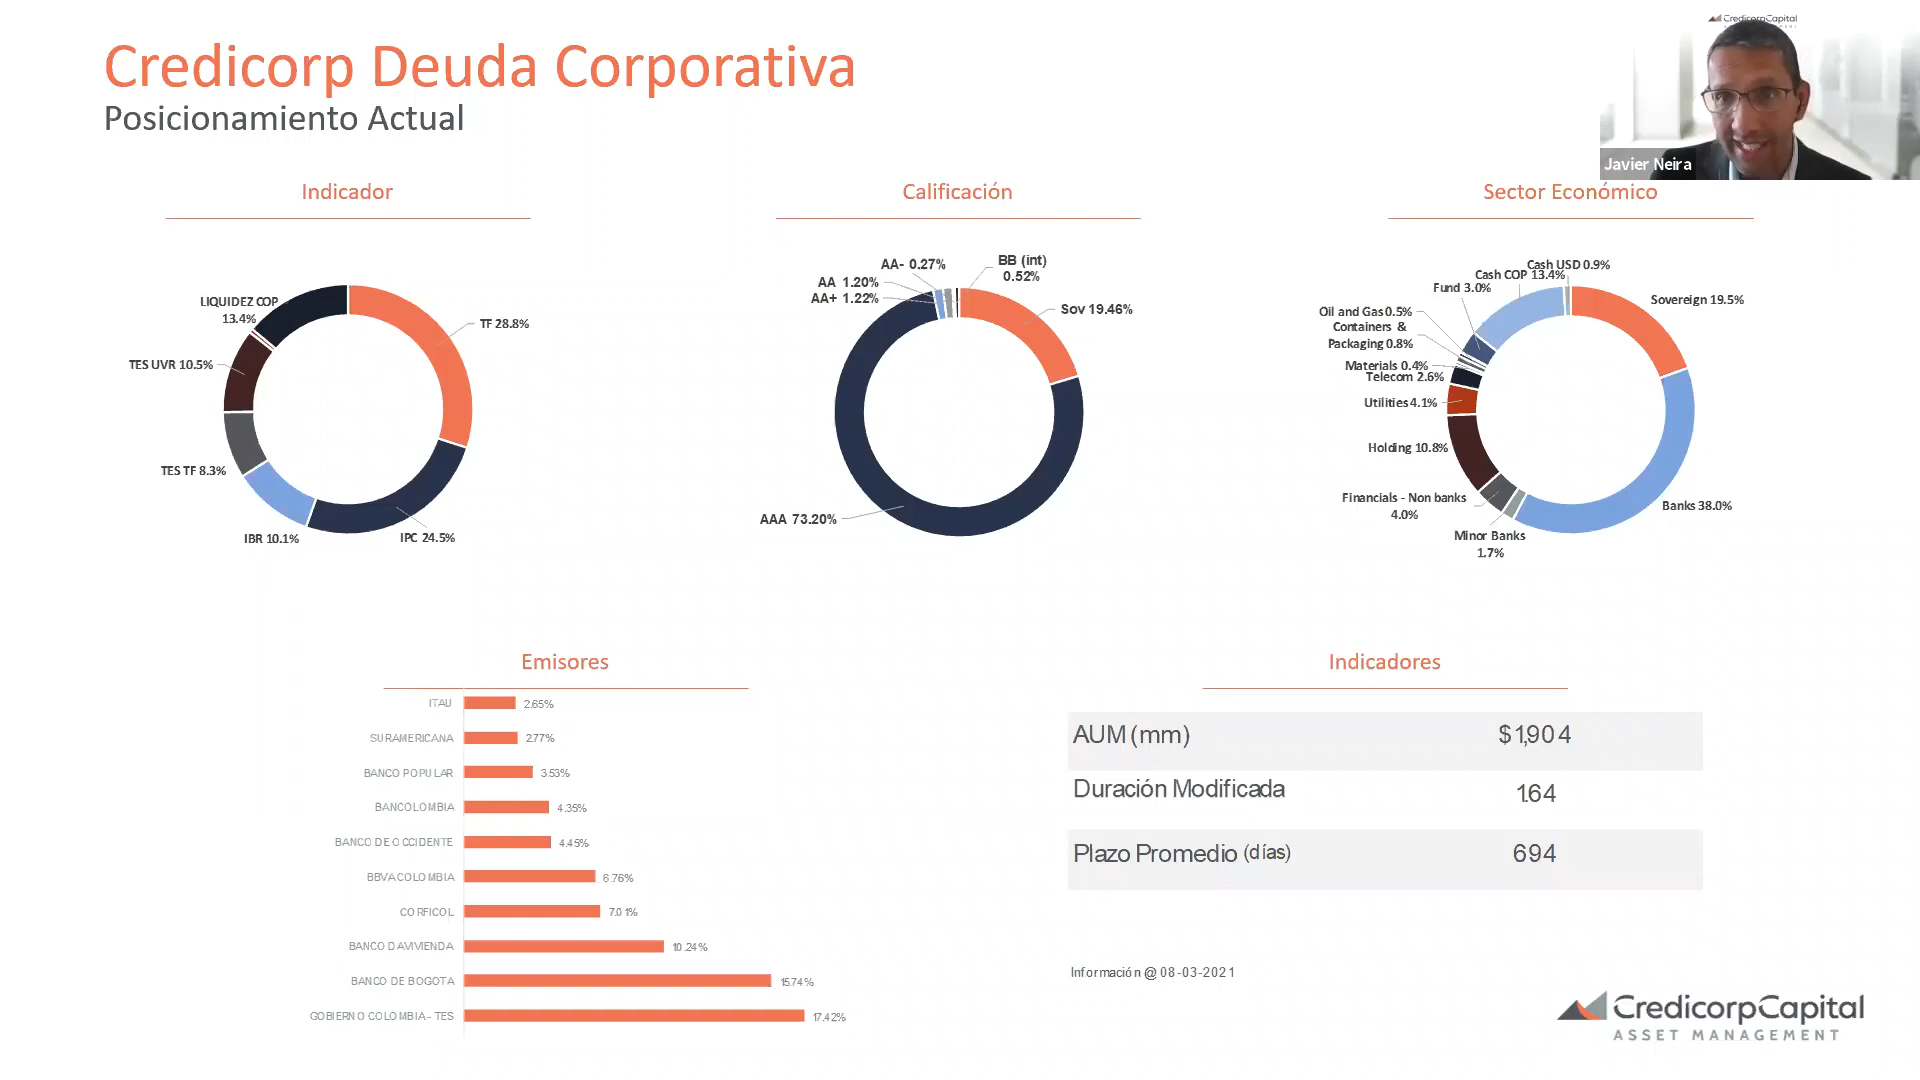 Credicorp Deuda Corporativa
Posicionamiento Actual
CredicorpCapital
Javier Neira
Indicador
LIQUIDEZ COP
13.4%
TF 28.8%
TES UVR 10.5%
TES TF 8.3%
IBR 10.1%
IPC 24.5%
Calificación
AA- 0.27%
BB (int)
0.52%
AA 1.20%
AA+ 1.22%
Sov 19.46%
AAA 73.20%
Sector Económico
Cash USD 0.9%
Cash COP 13.4%
Fund 3.0%
Sovereign 19.5%
Oil and Gas 0.5%
Containers &
Packaging 0.8%
Materials 0.4%
Telecom 2.6%
Utilities 4.1%
Holding 10.8%
Financials - Non banks
4.0%
Banks 38.0%
Minor Banks
1.7%
Emisores
ITAU 2.65%
SURAMERICANA 2.77%
BANCO POPULAR 3.53%
BANCOLOMBIA 4.35%
BANCO DE OCCIDENTE 4.45%
BBVA COLOMBIA 6.76%
CORFICOL 7.01%
BANCO DAVIVIENDA 10.24%
BANCO DE BOGOTA 15.74%
GOBIERNO COLOMBIA - TES 17.42%
Indicadores
AUM (mm) $1,904
Duración Modificada 1.64
Plazo Promedio (días) 694
Información @ 08-03-2021
CredicorpCapital
ASSET MANAGEMENT